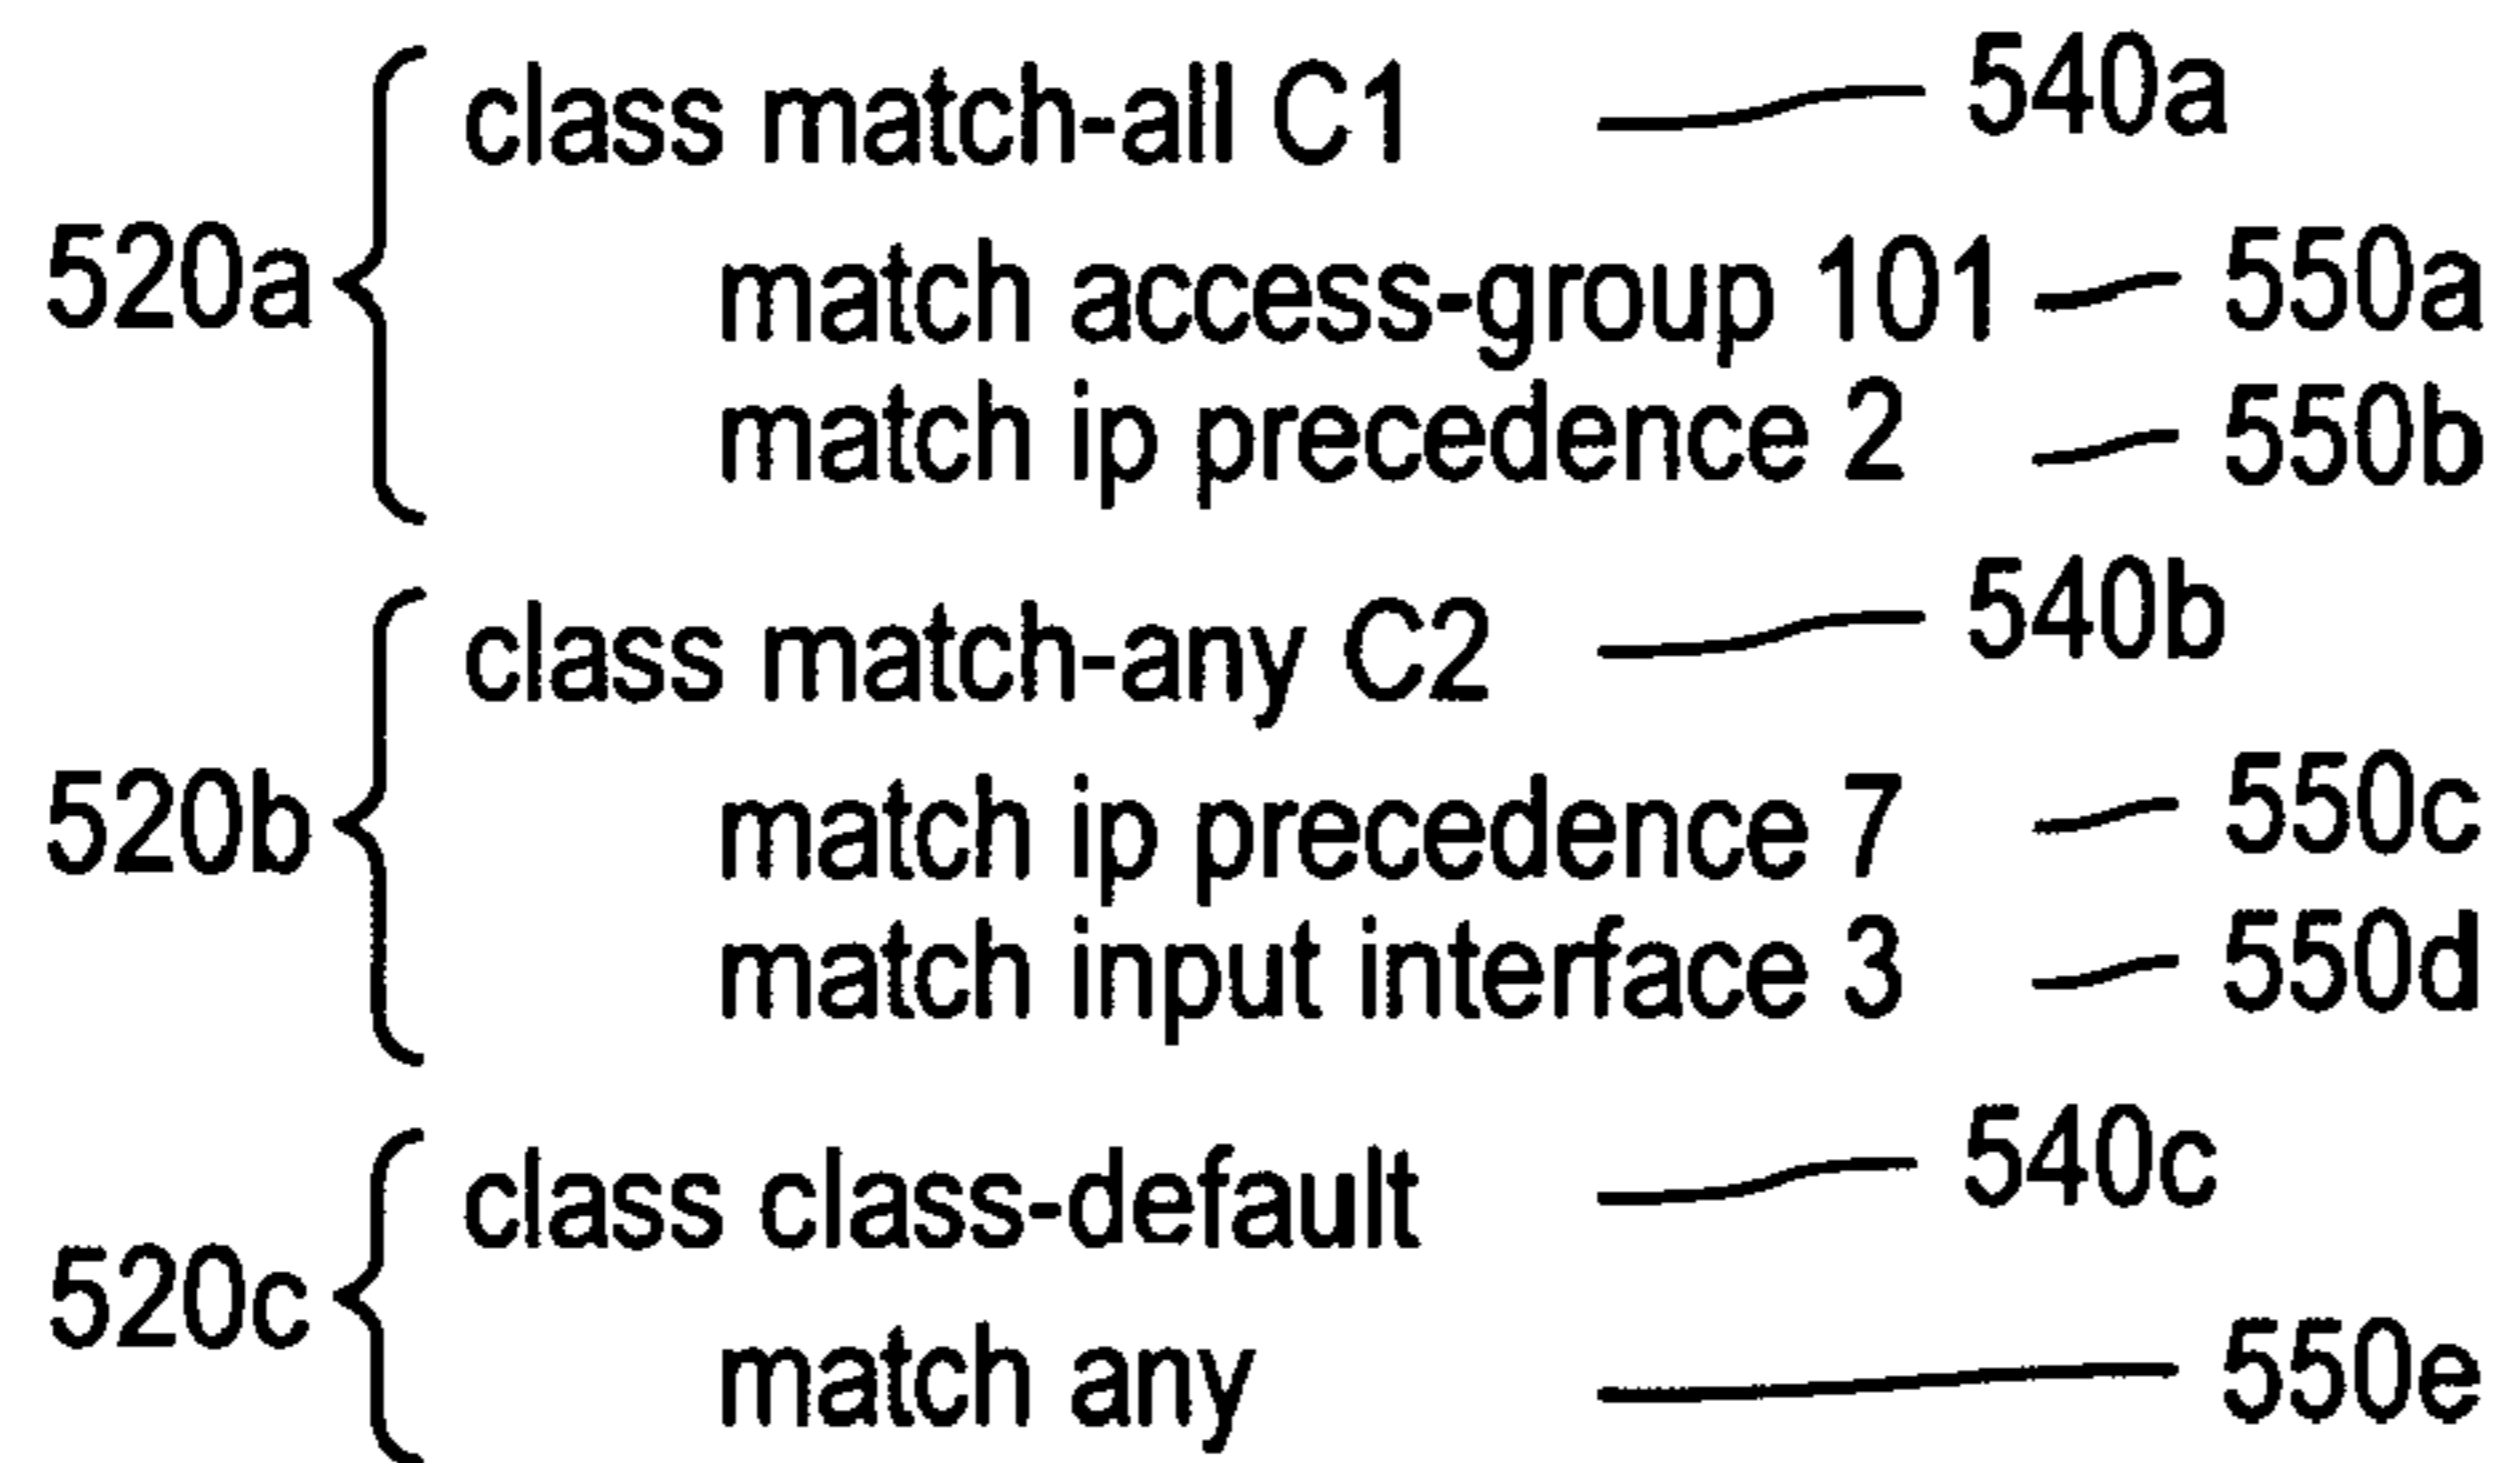 class match-all C1 540a
520a match access-group 101 550a
match ip precedence 2 550b
class match-any C2 540b
520b match ip precedence 7 550c
match input interface 3 550d
class class-default 540c
520c match any 550e